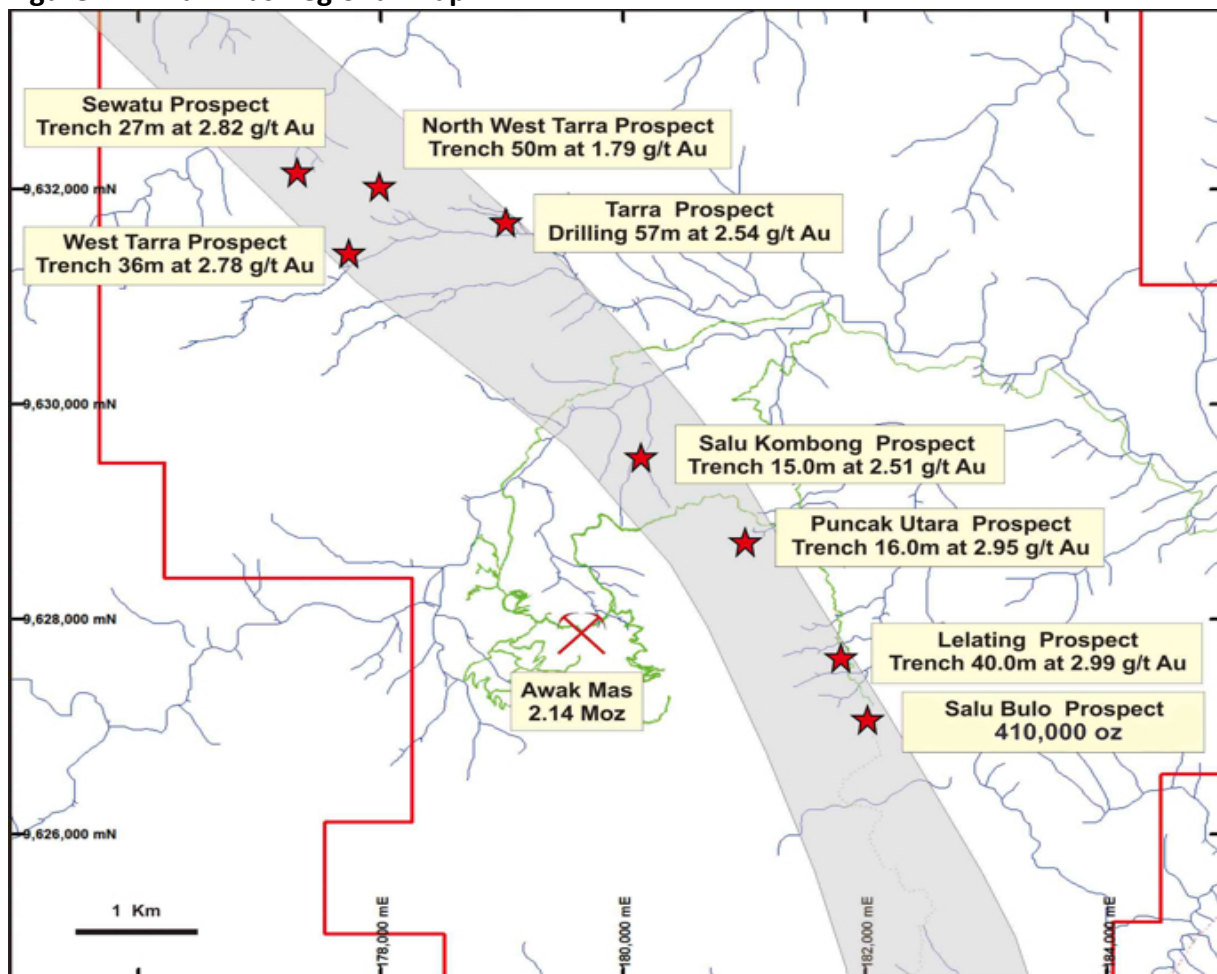 Sewatu Prospect
Trench 27m at 2.82 g/t Au
North West Tarra Prospect
Trench 50m at 1.79 g/t Au
9,632,000 mN
Tarra Prospect
Drilling 57m at 2.54 g/t Au
West Tarra Prospect
Trench 36m at 2.78 g/t Au
9,630,000 mN
Salu Kombong Prospect
Trench 15.0m at 2.51 g/t Au
Puncak Utara Prospect
Trench 16.0m at 2.95 g/t Au
9,628,000 mN
Lelating Prospect
Trench 40.0m at 2.99 g/t Au
Awak Mas
2.14 Moz
Salu Bulo Prospect
410,000 oz
9,626,000 mN
1 Km
178,000 mE
180,000 mE
182,000 mE
184,000 mE